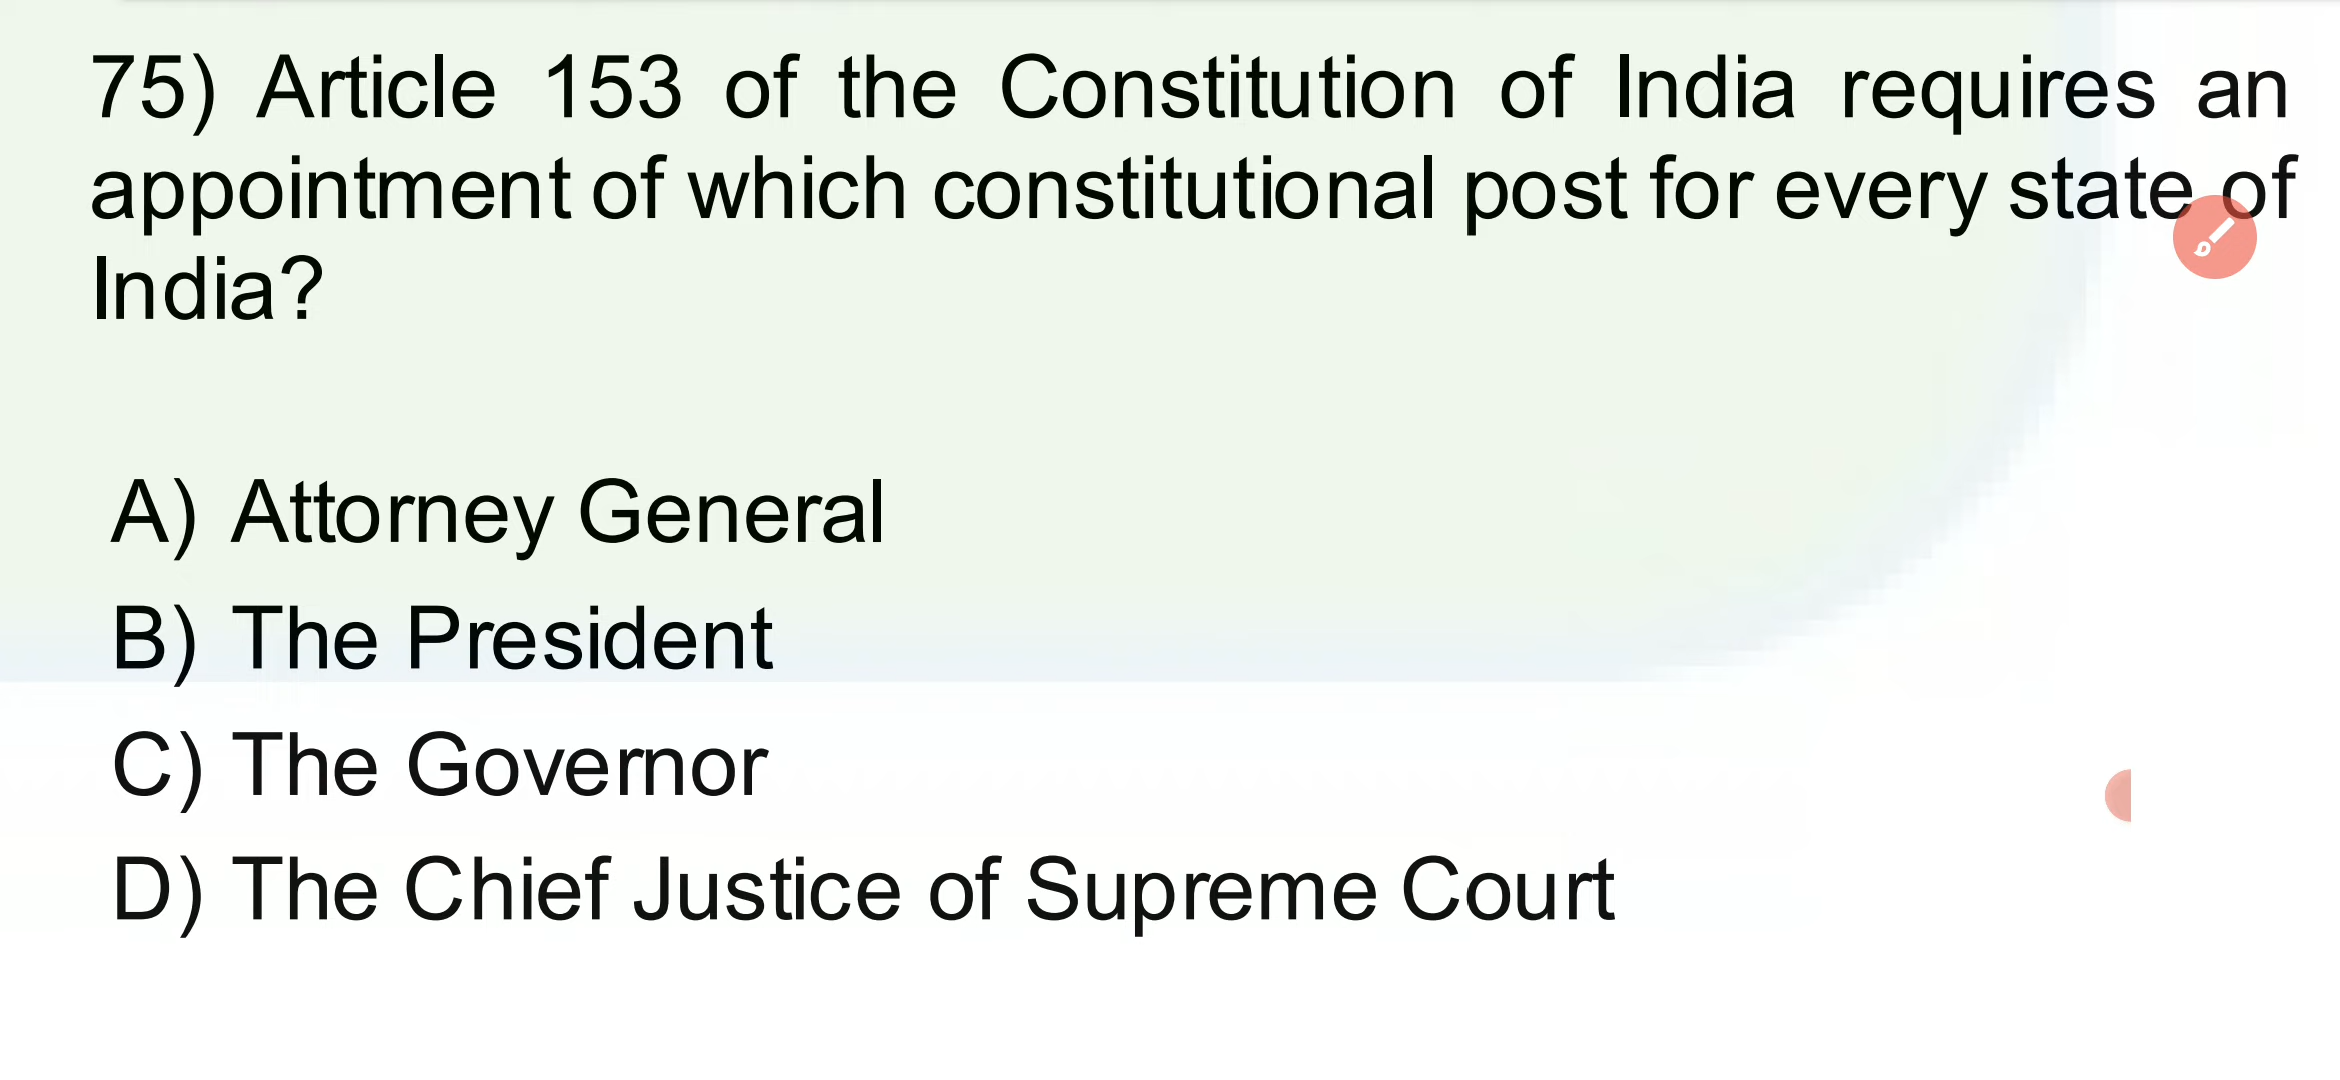 75) Article 153 of the Constitution of India requires an
appointment of which constitutional post for every state of
India?
A) Attorney General
B) The President
C) The Governor
D) The Chief Justice of Supreme Court